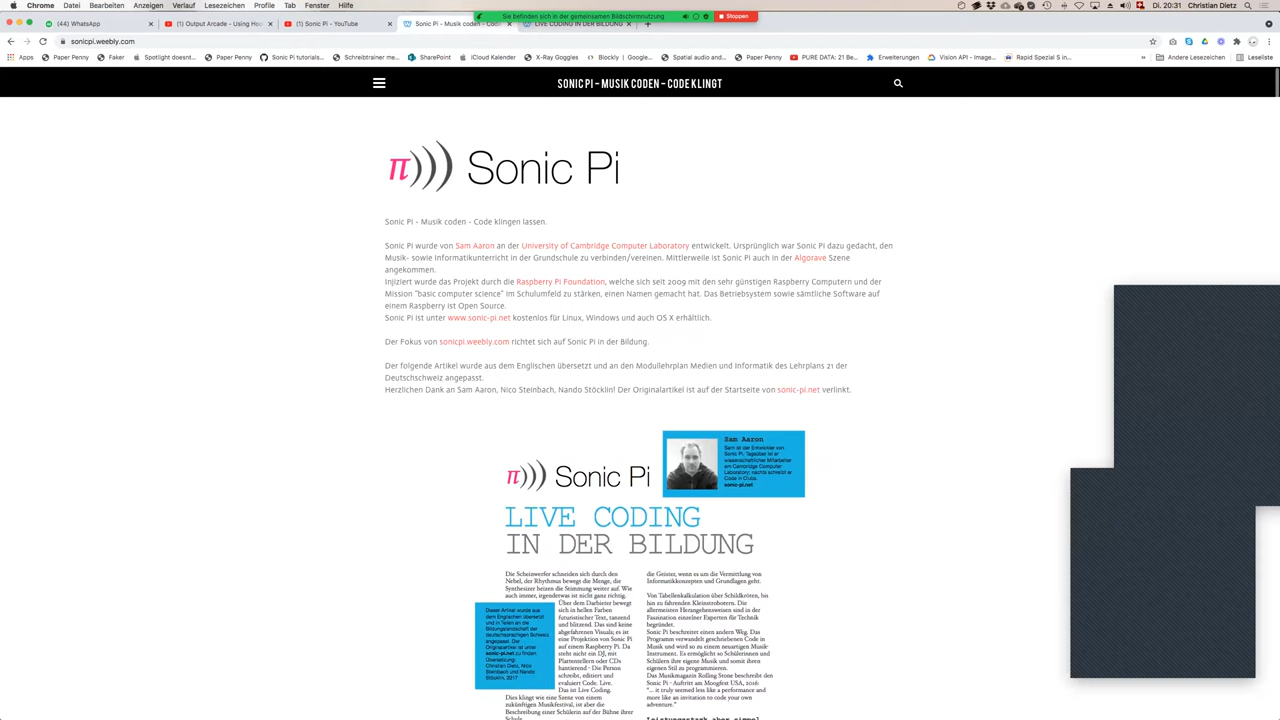 Chrome Datei Bearbeiten Anzeigen Verlauf Lesezeichen Profile Tab Fenster Hilfe Di. 20:31 Christian Dietz
(44) WhatsApp (1) Output Arcade - Using Hoo (1) Sonic Pi - YouTube Sonic Pi - Musik coden - Cod LIVE CODING IN DER BILDUNG
Sie befinden sich in der gemeinsamen Bildschirmnutzung Stoppen
sonicpi.weebly.com
Apps Paper Penny Faker Spotlight doesnt... Paper Penny Sonic Pi tutorials... Schreibtrainer me... SharePoint iCloud Kalender X-Ray Goggles Blockly | Google... Spatial audio and... Paper Penny PURE DATA: 21 Be... Erweiterungen Vision API - Image... Rapid Spezial S in... » Andere Lesezeichen Leseliste
SONIC PI – MUSIK CODEN – CODE KLINGT
π))) Sonic Pi
Sonic Pi - Musik coden - Code klingen lassen.
Sonic Pi wurde von Sam Aaron an der University of Cambridge Computer Laboratory entwickelt. Ursprünglich war Sonic Pi dazu gedacht, den
Musik- sowie Informatikunterricht in der Grundschule zu verbinden/vereinen. Mittlerweile ist Sonic Pi auch in der Algorave Szene
angekommen.
Injiziert wurde das Projekt durch die Raspberry Pi Foundation, welche sich seit 2009 mit den sehr günstigen Raspberry Computern und der
Mission "basic computer science" im Schulumfeld zu stärken, einen Namen gemacht hat. Das Betriebsystem sowie sämtliche Software auf
einem Raspberry ist Open Source.
Sonic Pi ist unter www.sonic-pi.net kostenlos für Linux, Windows und auch OS X erhältlich.
Der Fokus von sonicpi.weebly.com richtet sich auf Sonic Pi in der Bildung.
Der folgende Artikel wurde aus dem Englischen übersetzt und an den Modullehrplan Medien und Informatik des Lehrplans 21 der
Deutschschweiz angepasst.
Herzlichen Dank an Sam Aaron, Nico Steinbach, Nando Stöcklin! Der Originalartikel ist auf der Startseite von sonic-pi.net verlinkt.
π))) Sonic Pi
Sam Aaron
Sam ist der Entwickler von
Sonic Pi. Tagsüber ist er
wissenschaftlicher Mitarbeiter
am Cambridge Computer
Laboratory; nachts schreibt er
Code in Clubs.
sonic-pi.net
LIVE CODING
IN DER BILDUNG
Die Scheinwerfer schneiden sich durch den
Nebel, der Rhythmus bewegt die Menge, die
Synthesizer heizen die Stimmung weiter auf. Wie
auch immer, irgendetwas ist nicht ganz richtig.
Über dem Darbieter bewegt
sich in hellen Farben
futuristischer Text, tanzend
und blitzend. Das sind keine
abgefahrenen Visuals; es ist
eine Projektion von Sonic Pi
auf einem Raspberry Pi. Da
steht nicht ein DJ, mit
Plattentellern oder CDs
hantierend - Die Person
schreibt, editiert und
evaluiert Code. Live.
Das ist Live Coding.
Dies klingt wie eine Szene von einem
zukünftigen Musikfestival, ist aber die
Beschreibung einer Schülerin auf der Bühne ihrer
Schule.
Dieser Artikel wurde aus
dem Englischen übersetzt
und in Teilen an die
Bildungslandschaft der
deutschsprachigen Schweiz
angepasst. Der
Originalartikel ist unter
sonic-pi.net zu finden
Übersetzung:
Christian Dietz, Nico
Steinbach und Nando
Stöcklin, 2017
die Geister, wenn es um die Vermittlung von
Informatikkonzepten und Grundlagen geht.
Von Tabellenkalkulation über Schildkröten, bis
hin zu fahrenden Kleinstrobotern. Die
allermeisten Herangehensweisen sind in der
Faszination einzelner Experten für Technik
begründet.
Sonic Pi beschreitet einen andern Weg. Das
Programm verwandelt geschriebenen Code in
Musik und wird so zu einem neuartigen Musik-
Instrument. Es ermöglicht so Schülerinnen und
Schülern ihre eigene Musik und somit ihren
eigenen Stil zu programmieren.
Das Musikmagazin Rolling Stone beschreibt den
Sonic Pi - Auftritt am Moogfest USA, 2016:
"... it truly seemed less like a performance and
more like an invitation to code your own
adventure."
Leistungsstark aber simpel